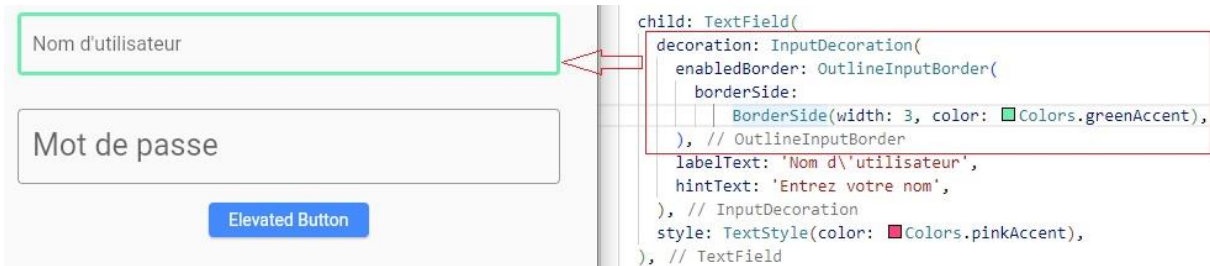 Nom d'utilisateur
Mot de passe
Elevated Button
child: TextField(
decoration: InputDecoration(
enabledBorder: OutlineInputBorder(
borderSide:
BorderSide(width: 3, color: Colors.greenAccent),
), // OutlineInputBorder
labelText: 'Nom d\'utilisateur',
hintText: 'Entrez votre nom',
), // InputDecoration
style: TextStyle(color: Colors.pinkAccent),
), // TextField